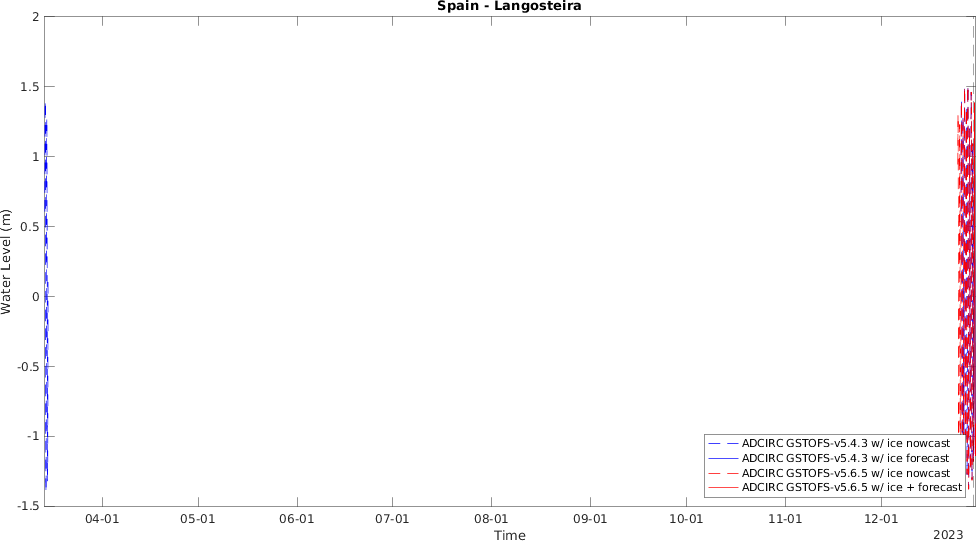 Spain - Langosteira
2
1.5
1
0.5
0
-0.5
-1
-1.5
Water Level (m)
04-01 05-01 06-01 07-01 08-01 09-01 10-01 11-01 12-01
Time
2023
ADCIRC GSTOFS-v5.4.3 w/ ice nowcast
ADCIRC GSTOFS-v5.4.3 w/ ice forecast
ADCIRC GSTOFS-v5.6.5 w/ ice nowcast
ADCIRC GSTOFS-v5.6.5 w/ ice + forecast